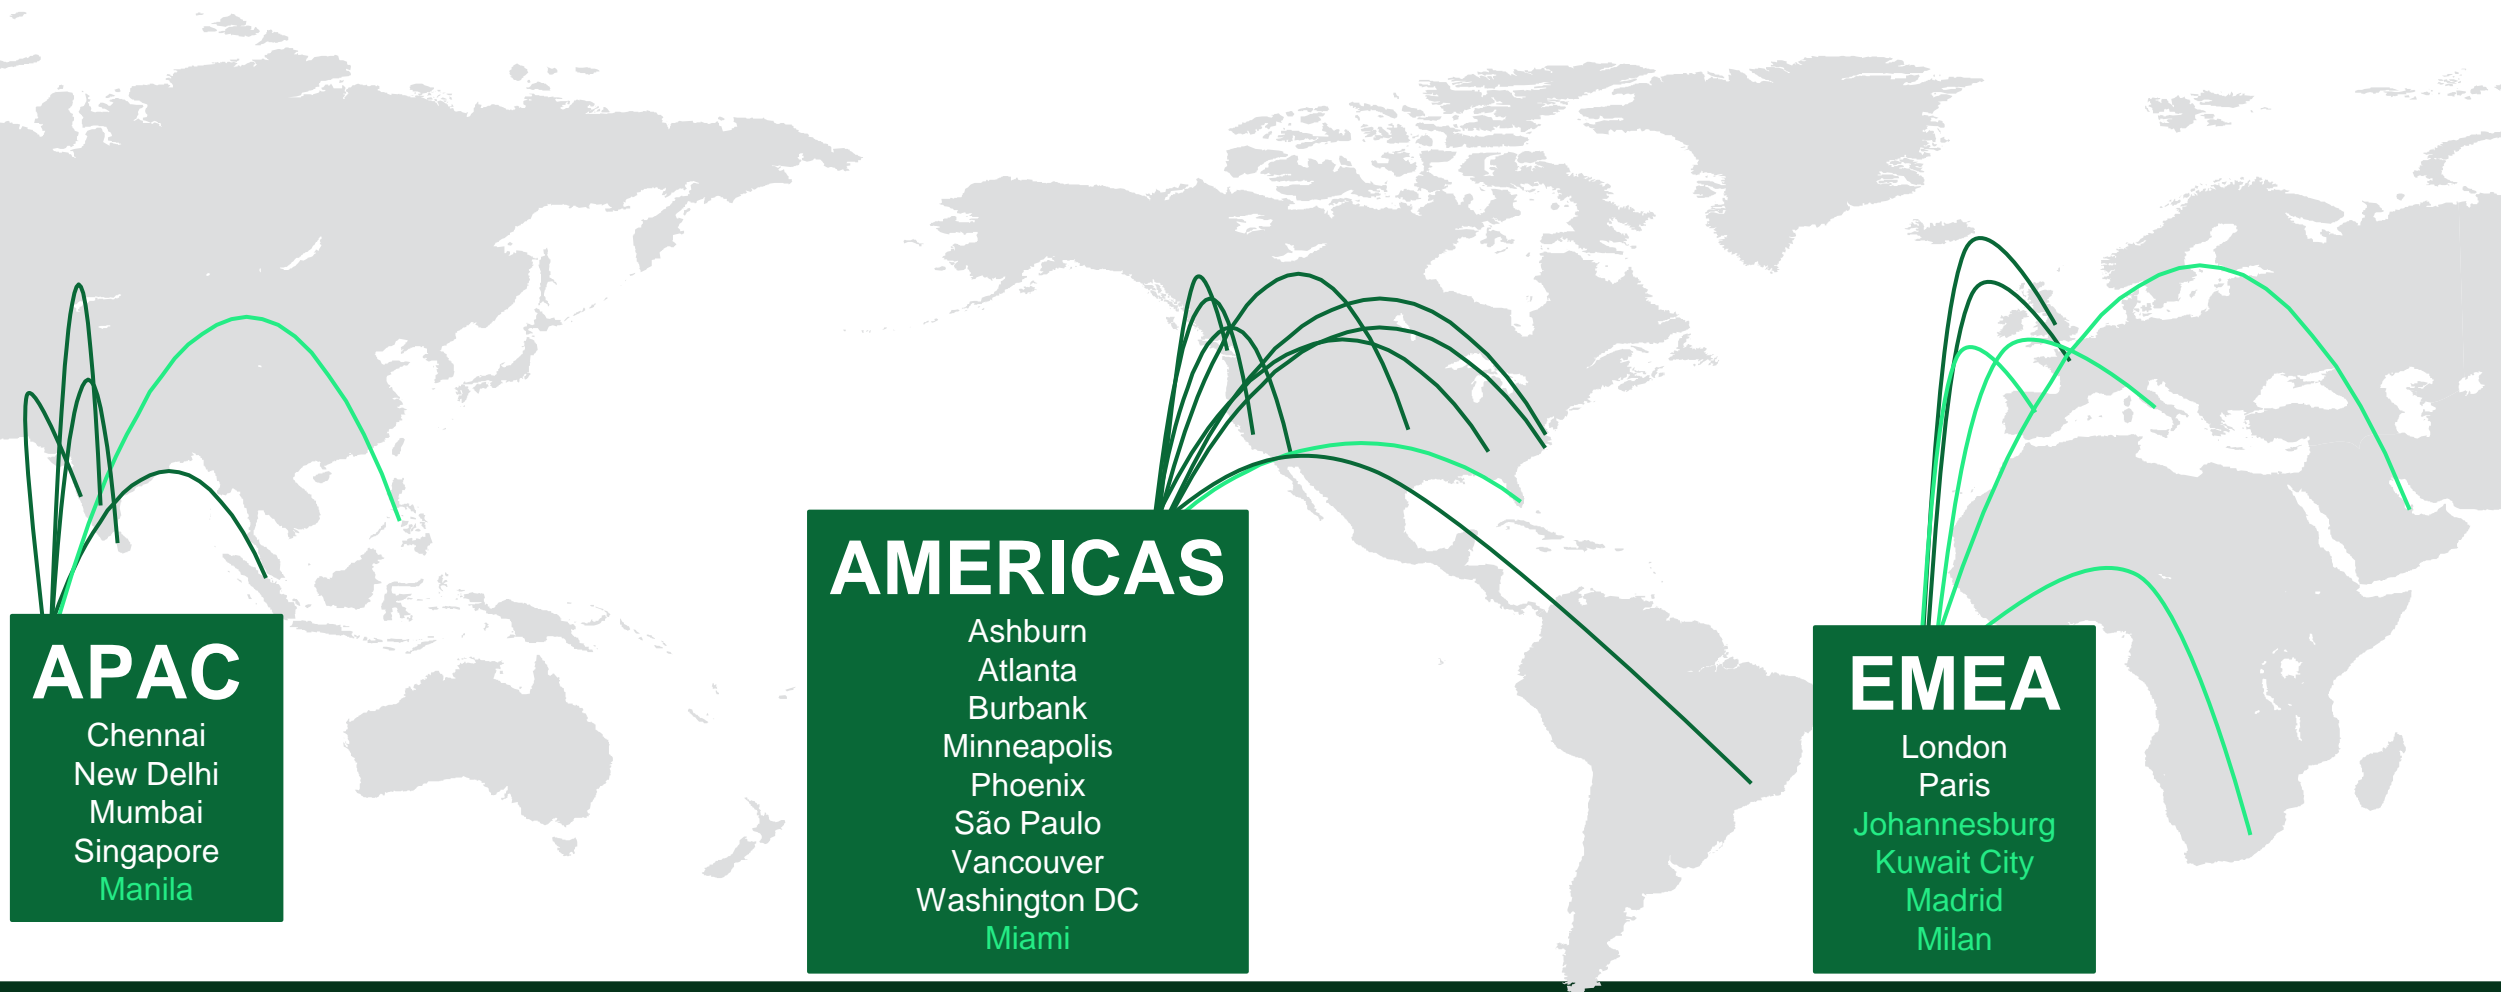 APAC
Chennai
New Delhi
Mumbai
Singapore
Manila
AMERICAS
Ashburn
Atlanta
Burbank
Minneapolis
Phoenix
São Paulo
Vancouver
Washington DC
Miami
EMEA
London
Paris
Johannesburg
Kuwait City
Madrid
Milan